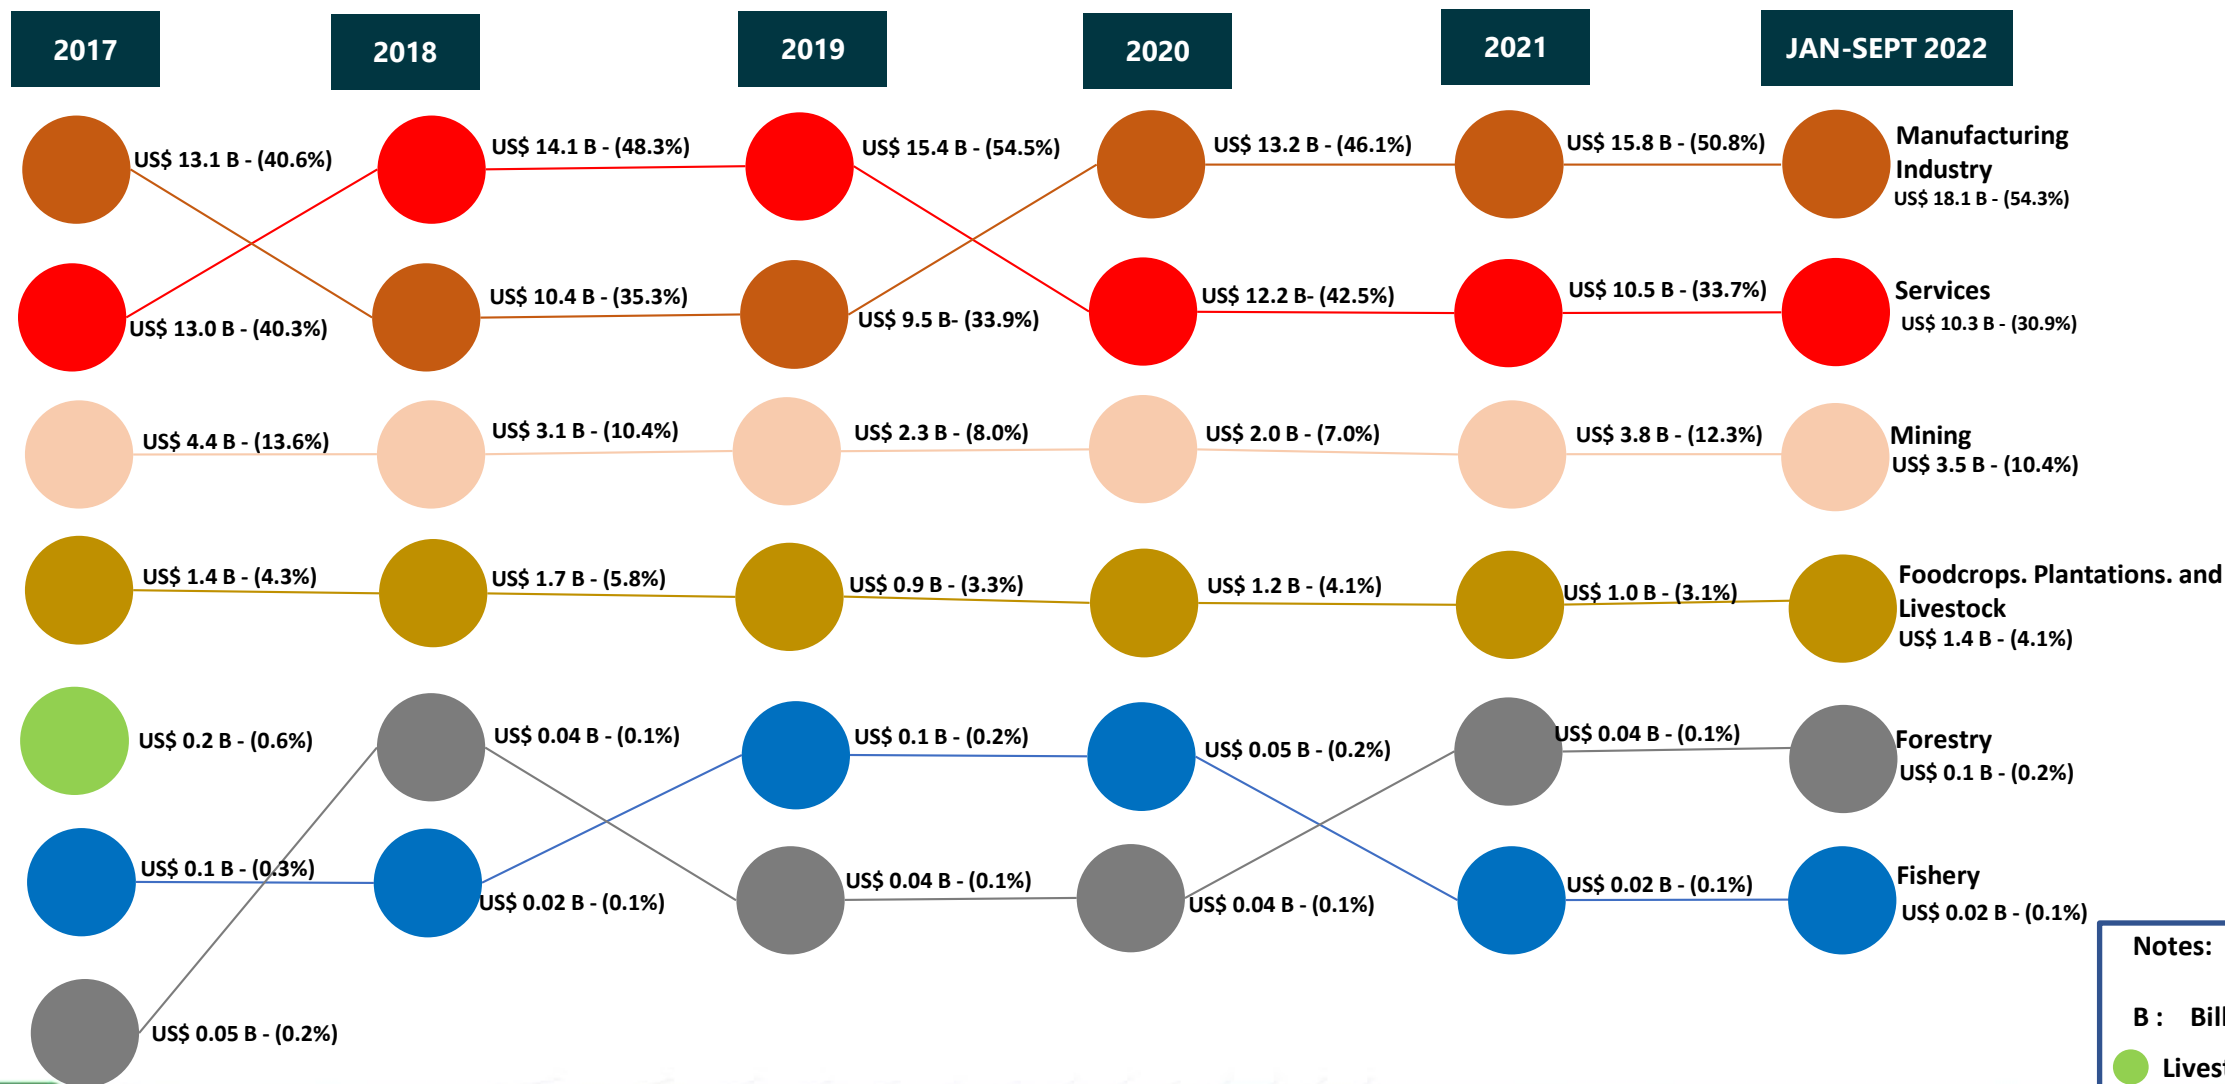 2017
2018
2019
2020
2021
JAN-SEPT 2022
US$ 13.1 B - (40.6%)
US$ 14.1 B - (48.3%)
US$ 15.4 B - (54.5%)
US$ 13.2 B - (46.1%)
US$ 15.8 B - (50.8%)
Manufacturing
Industry
US$ 18.1 B - (54.3%)
US$ 13.0 B - (40.3%)
US$ 10.4 B - (35.3%)
US$ 9.5 B- (33.9%)
US$ 12.2 B- (42.5%)
US$ 10.5 B - (33.7%)
Services
US$ 10.3 B - (30.9%)
US$ 4.4 B - (13.6%)
US$ 3.1 B - (10.4%)
US$ 2.3 B - (8.0%)
US$ 2.0 B - (7.0%)
US$ 3.8 B - (12.3%)
Mining
US$ 3.5 B - (10.4%)
US$ 1.4 B - (4.3%)
US$ 1.7 B - (5.8%)
US$ 0.9 B - (3.3%)
US$ 1.2 B - (4.1%)
US$ 1.0 B - (3.1%)
Foodcrops. Plantations. and
Livestock
US$ 1.4 B - (4.1%)
US$ 0.2 B - (0.6%)
US$ 0.04 B - (0.1%)
US$ 0.1 B - (0.2%)
US$ 0.05 B - (0.2%)
US$ 0.04 B - (0.1%)
Forestry
US$ 0.1 B - (0.2%)
US$ 0.1 B - (0.3%)
US$ 0.02 B - (0.1%)
US$ 0.04 B - (0.1%)
US$ 0.04 B - (0.1%)
US$ 0.02 B - (0.1%)
Fishery
US$ 0.02 B - (0.1%)
US$ 0.05 B - (0.2%)
Notes:
B :